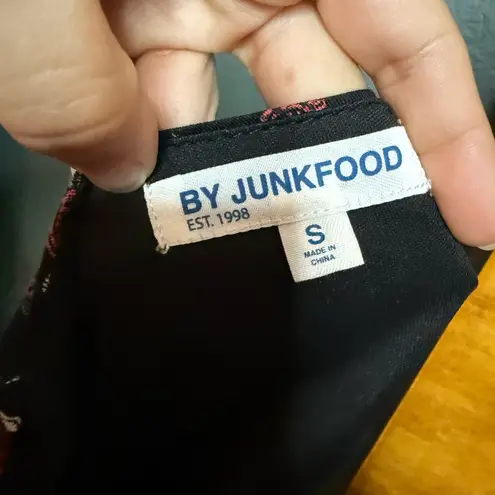 BY JUNKFOOD
EST. 1998
S
MADE IN
CHINA